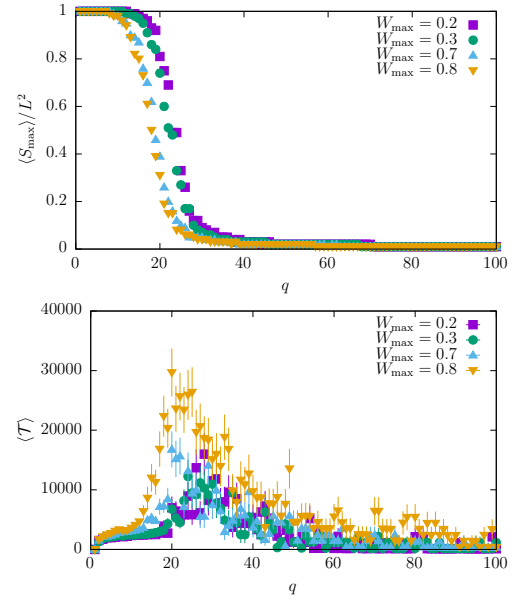 1
0.8
0.6
0.4
0.2
0
⟨S_max⟩/L²
W_max = 0.2
W_max = 0.3
W_max = 0.7
W_max = 0.8
0 20 40 60 80 100
q
40000
30000
20000
10000
0
⟨𝒯⟩
W_max = 0.2
W_max = 0.3
W_max = 0.7
W_max = 0.8
0 20 40 60 80 100
q